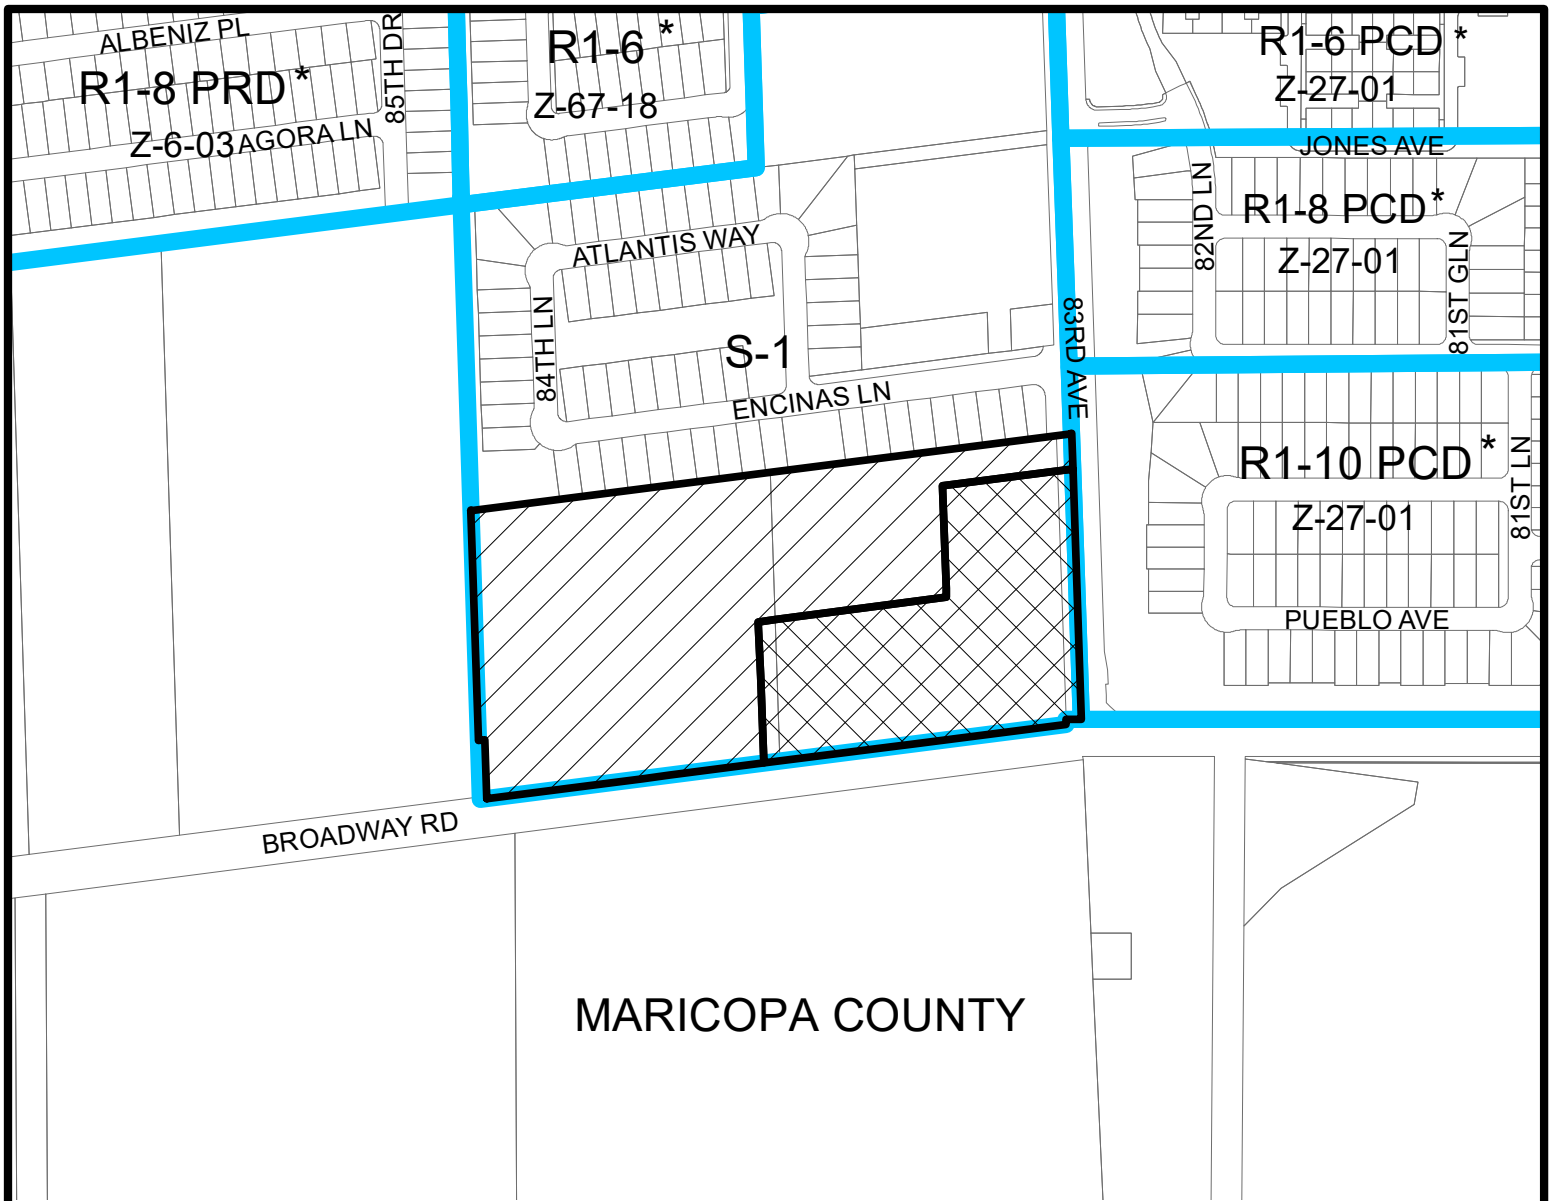 ALBENIZ PL
85TH DR
R1-8 PRD *
Z-6-03
AGORA LN
R1-6 *
Z-67-18
R1-6 PCD *
Z-27-01
JONES AVE
82ND LN
R1-8 PCD *
Z-27-01
81ST GLN
ATLANTIS WAY
84TH LN
S-1
83RD AVE
ENCINAS LN
R1-10 PCD *
Z-27-01
81ST LN
PUEBLO AVE
BROADWAY RD
MARICOPA COUNTY